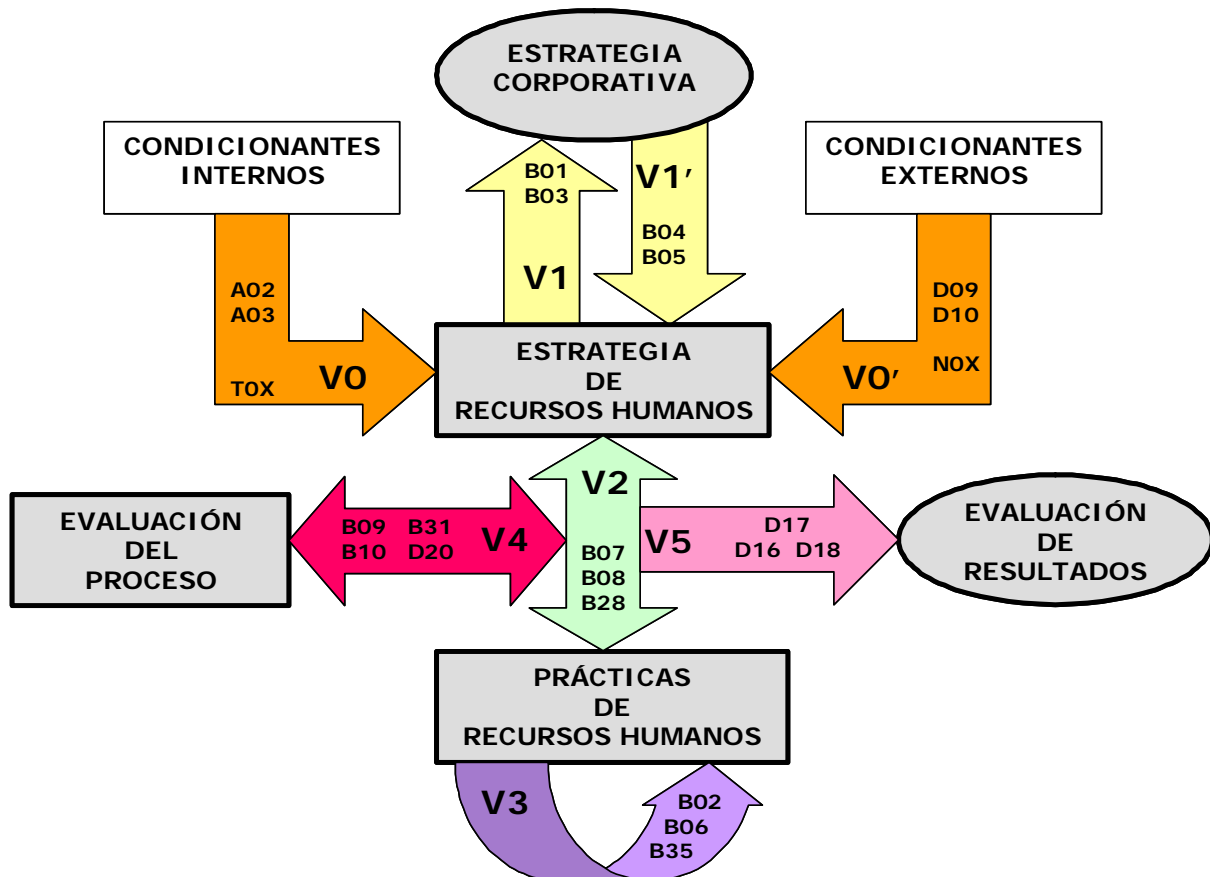 ESTRATEGIA
CORPORATIVA
CONDICIONANTES
INTERNOS
CONDICIONANTES
EXTERNOS
B01
B03
V1
V1'
B04
B05
A02
A03
T0X
V0
D09
D10
N0X
V0'
ESTRATEGIA
DE
RECURSOS HUMANOS
V2
B07
B08
B28
EVALUACIÓN
DEL
PROCESO
B09 B31
B10 D20
V4
V5
D17
D16 D18
EVALUACIÓN
DE
RESULTADOS
PRÁCTICAS
DE
RECURSOS HUMANOS
V3
B02
B06
B35